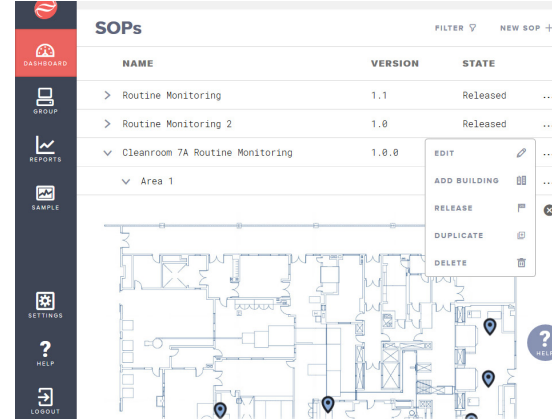 SOPs
FILTER
NEW SOP +
DASHBOARD
NAME VERSION STATE
GROUP
Routine Monitoring 1.1 Released ...
Routine Monitoring 2 1.0 Released ...
REPORTS
Cleanroom 7A Routine Monitoring 1.0.0
EDIT
Area 1
ADD BUILDING
SAMPLE
RELEASE
DUPLICATE
DELETE
SETTINGS
? HELP
? HELP
LOGOUT